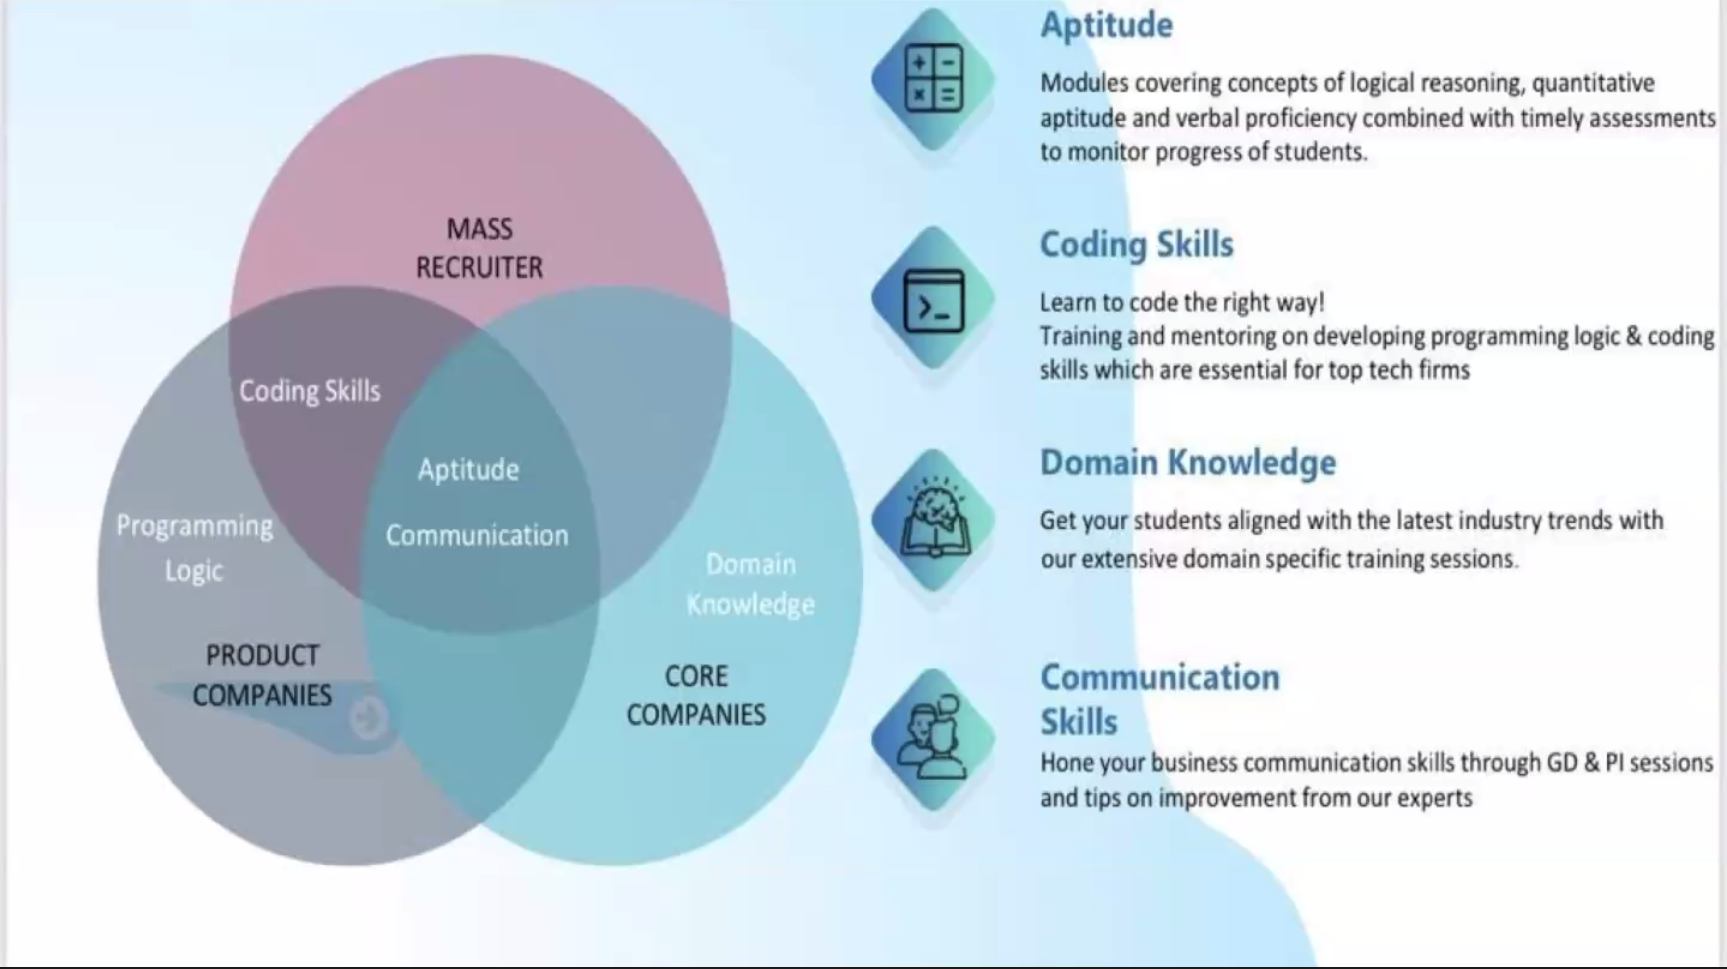 MASS
RECRUITER
Coding Skills
Aptitude
Communication
Programming
Logic
Domain
Knowledge
PRODUCT
COMPANIES
CORE
COMPANIES
Aptitude
Modules covering concepts of logical reasoning, quantitative
aptitude and verbal proficiency combined with timely assessments
to monitor progress of students.
Coding Skills
Learn to code the right way!
Training and mentoring on developing programming logic & coding
skills which are essential for top tech firms
Domain Knowledge
Get your students aligned with the latest industry trends with
our extensive domain specific training sessions.
Communication
Skills
Hone your business communication skills through GD & PI sessions
and tips on improvement from our experts